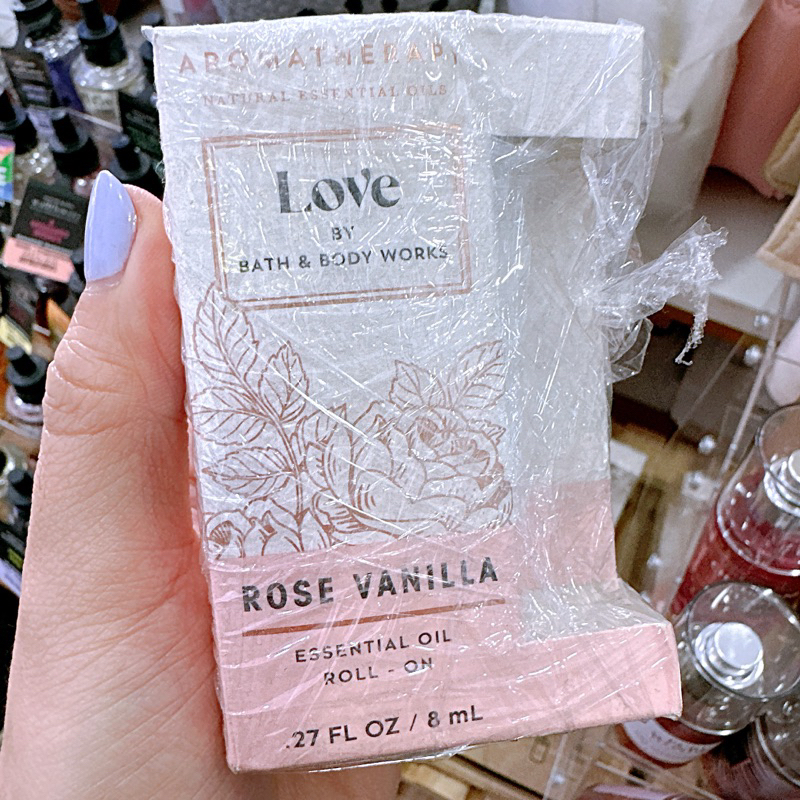 AROMATHERAPY
NATURAL ESSENTIAL OILS
Love
BY
BATH & BODY WORKS
ROSE VANILLA
ESSENTIAL OIL
ROLL - ON
.27 FL OZ / 8 mL